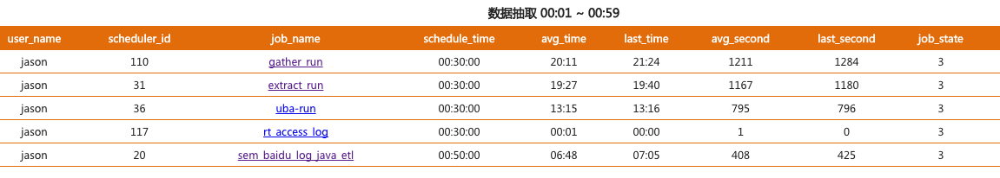 数据抽取 00:01 ~ 00:59
user_name scheduler_id job_name schedule_time avg_time last_time avg_second last_second job_state
jason 110 gather_run 00:30:00 20:11 21:24 1211 1284 3
jason 31 extract_run 00:30:00 19:27 19:40 1167 1180 3
jason 36 uba-run 00:30:00 13:15 13:16 795 796 3
jason 117 rt_access_log 00:30:00 00:01 00:00 1 0 3
jason 20 sem_baidu_log_java_etl 00:50:00 06:48 07:05 408 425 3